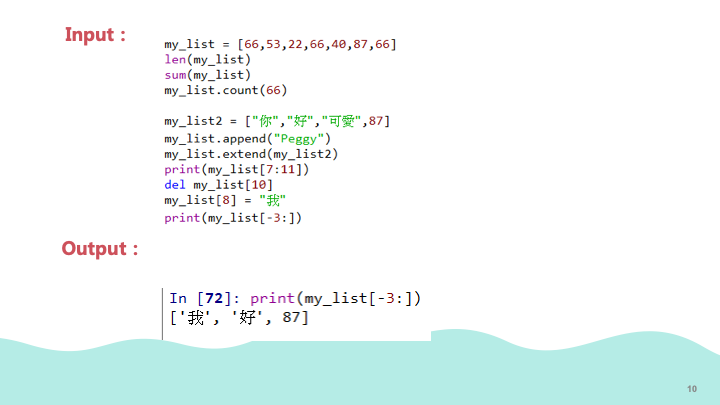 Input：
my_list = [66,53,22,66,40,87,66]
len(my_list)
sum(my_list)
my_list.count(66)
my_list2 = ["你","好","可愛",87]
my_list.append("Peggy")
my_list.extend(my_list2)
print(my_list[7:11])
del my_list[10]
my_list[8] = "我"
print(my_list[-3:])
Output：
In [72]: print(my_list[-3:])
['我', '好', 87]
10